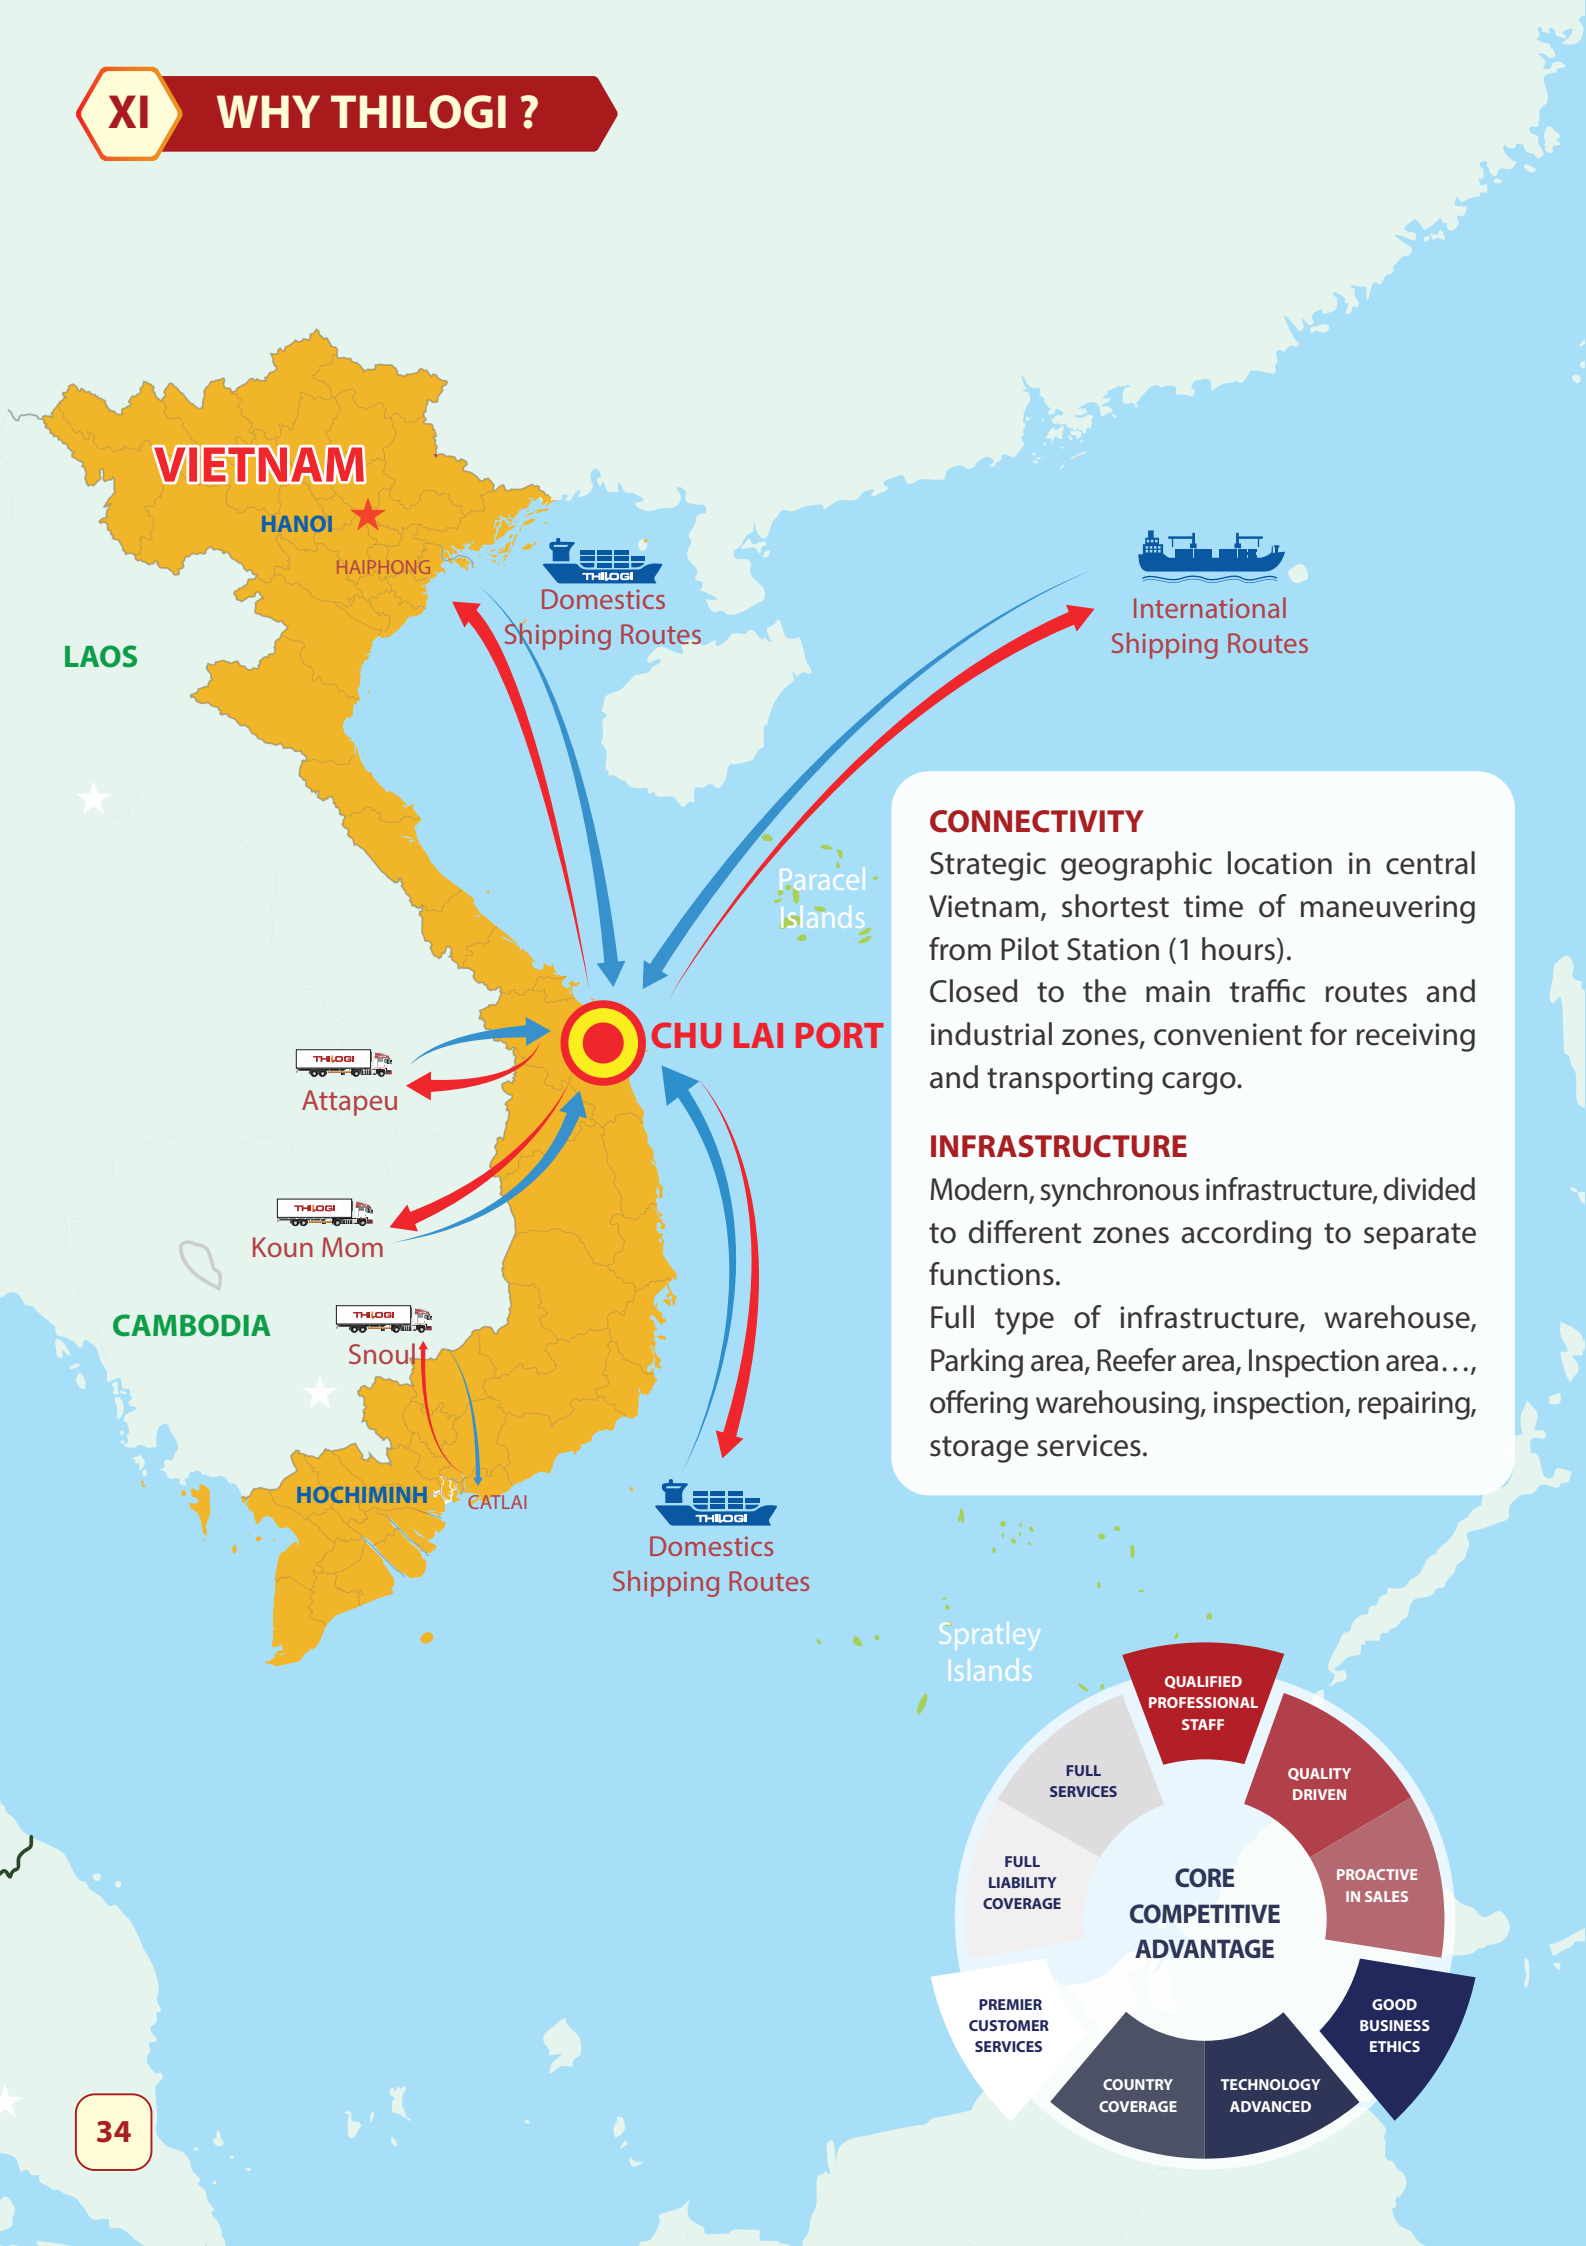 XI
WHY THILOGI ?
VIETNAM
HANOI
HAIPHONG
THILOGI
Domestics
Shipping Routes
International
Shipping Routes
LAOS
Paracel
Islands
CHU LAI PORT
THILOGI
Attapeu
THILOGI
Koun Mom
CAMBODIA
THILOGI
Snoul
HOCHIMINH
CATLAI
THILOGI
Domestics
Shipping Routes
CONNECTIVITY
Strategic geographic location in central
Vietnam, shortest time of maneuvering
from Pilot Station (1 hours).
Closed to the main traffic routes and
industrial zones, convenient for receiving
and transporting cargo.
INFRASTRUCTURE
Modern, synchronous infrastructure, divided
to different zones according to separate
functions.
Full type of infrastructure, warehouse,
Parking area, Reefer area, Inspection area…,
offering warehousing, inspection, repairing,
storage services.
Spratley
Islands
QUALIFIED
PROFESSIONAL
STAFF
QUALITY
DRIVEN
PROACTIVE
IN SALES
GOOD
BUSINESS
ETHICS
TECHNOLOGY
ADVANCED
COUNTRY
COVERAGE
PREMIER
CUSTOMER
SERVICES
FULL
LIABILITY
COVERAGE
FULL
SERVICES
CORE
COMPETITIVE
ADVANTAGE
34